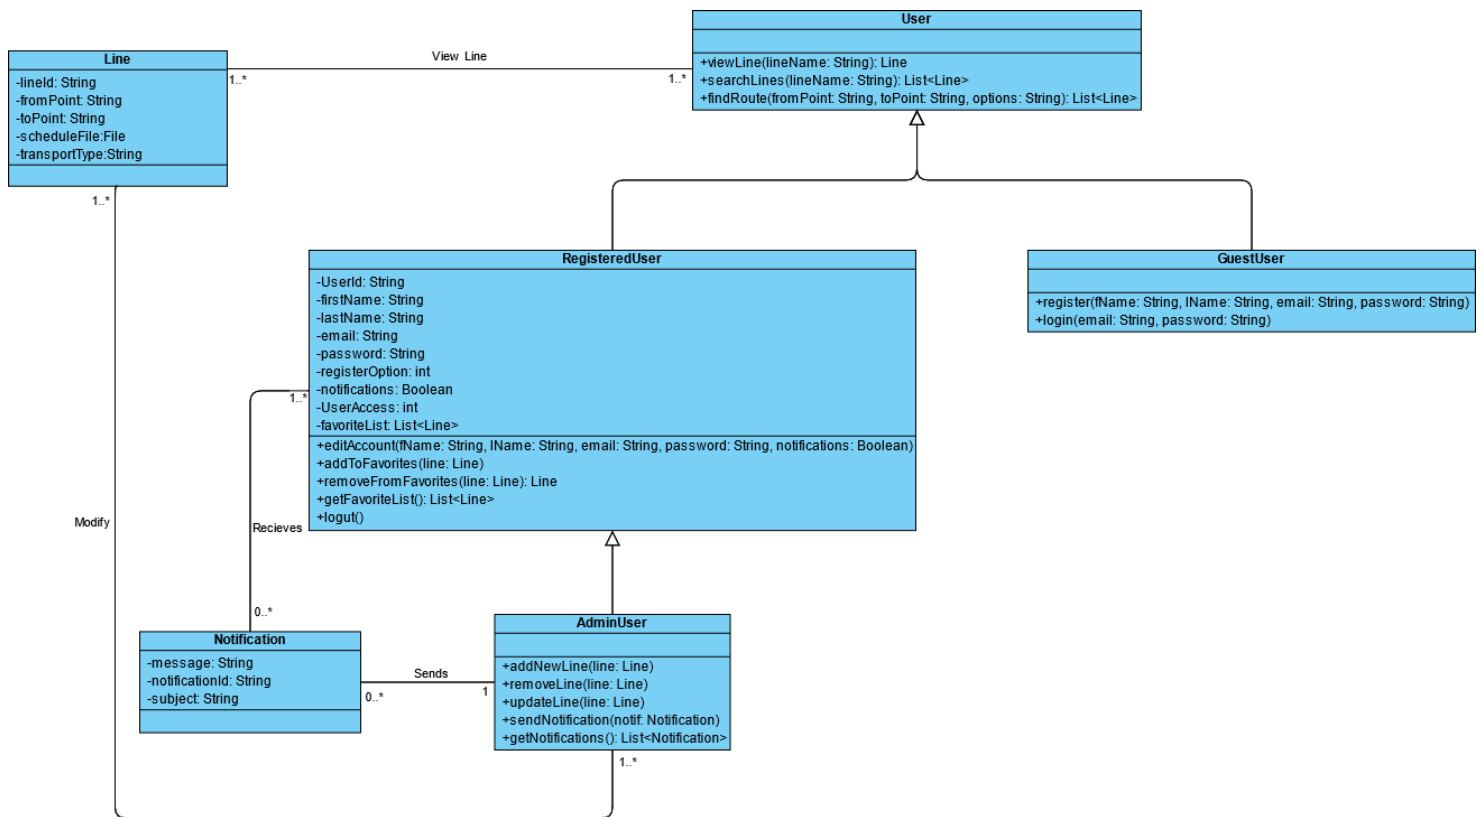 User
+viewLine(lineName: String): Line
+searchLines(lineName: String): List<Line>
+findRoute(fromPoint: String, toPoint: String, options: String): List<Line>
View Line
1..*
1..*
Line
-lineId: String
-fromPoint: String
-toPoint: String
-scheduleFile:File
-transportType:String
1..*
RegisteredUser
-UserId: String
-firstName: String
-lastName: String
-email: String
-password: String
-registerOption: int
-notifications: Boolean
-UserAccess: int
-favoriteList: List<Line>
+editAccount(fName: String, lName: String, email: String, password: String, notifications: Boolean)
+addToFavorites(line: Line)
+removeFromFavorites(line: Line): Line
+getFavoriteList(): List<Line>
+logut()
GuestUser
+register(fName: String, lName: String, email: String, password: String)
+login(email: String, password: String)
1..*
Modify
Recieves
0..*
Notification
-message: String
-notificationId: String
-subject: String
Sends
0..*
1
AdminUser
+addNewLine(line: Line)
+removeLine(line: Line)
+updateLine(line: Line)
+sendNotification(notif: Notification)
+getNotifications(): List<Notification>
1..*